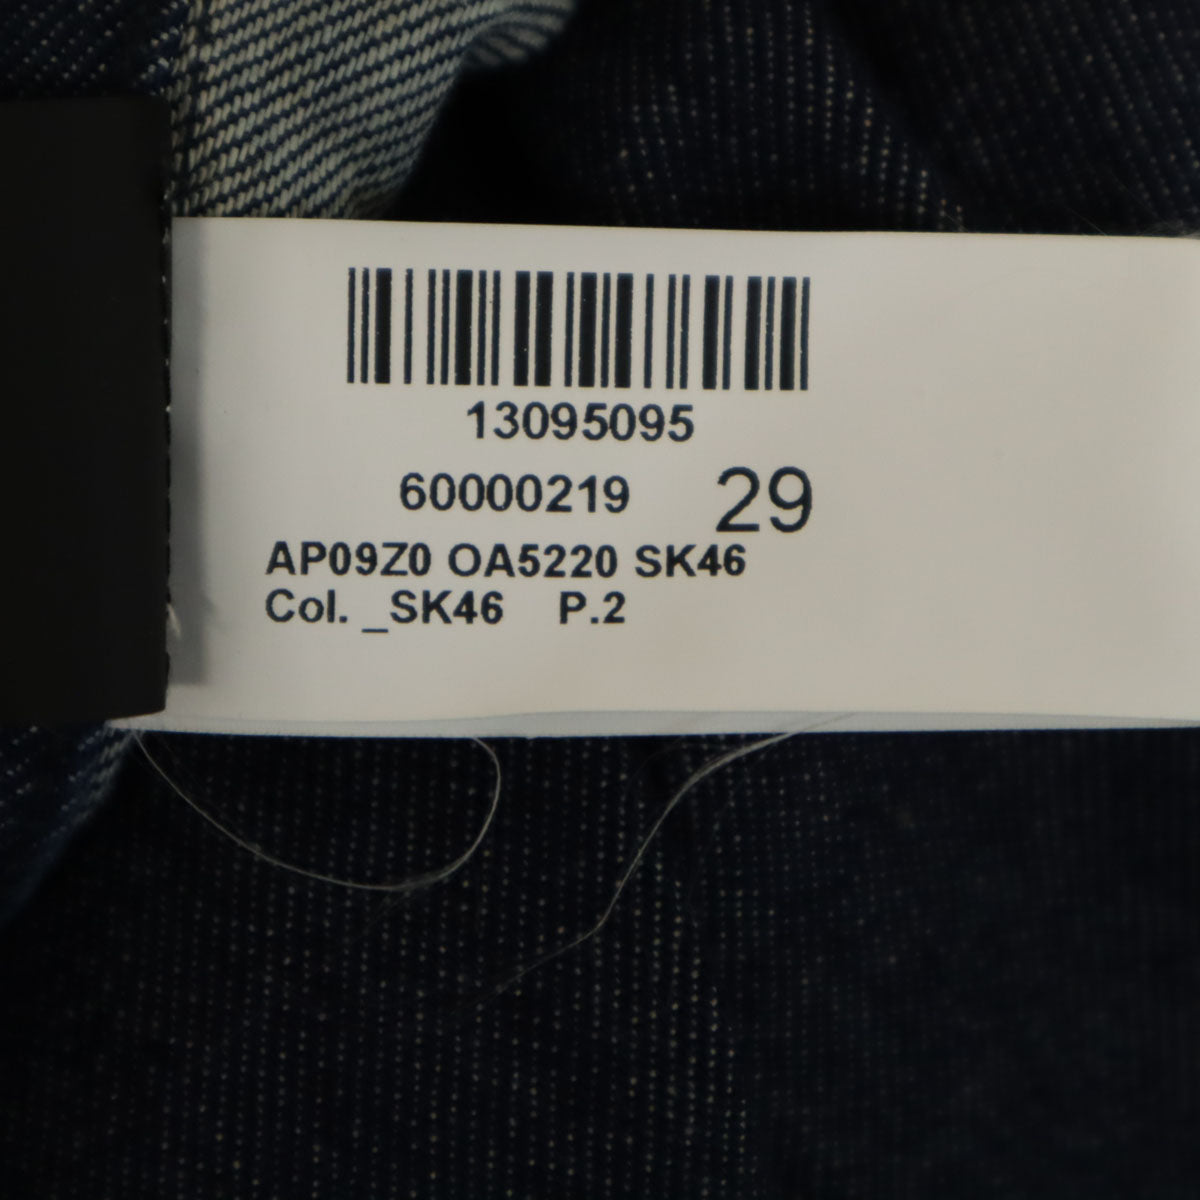 13095095
60000219 29
AP09Z0 OA5220 SK46
Col. _SK46 P.2